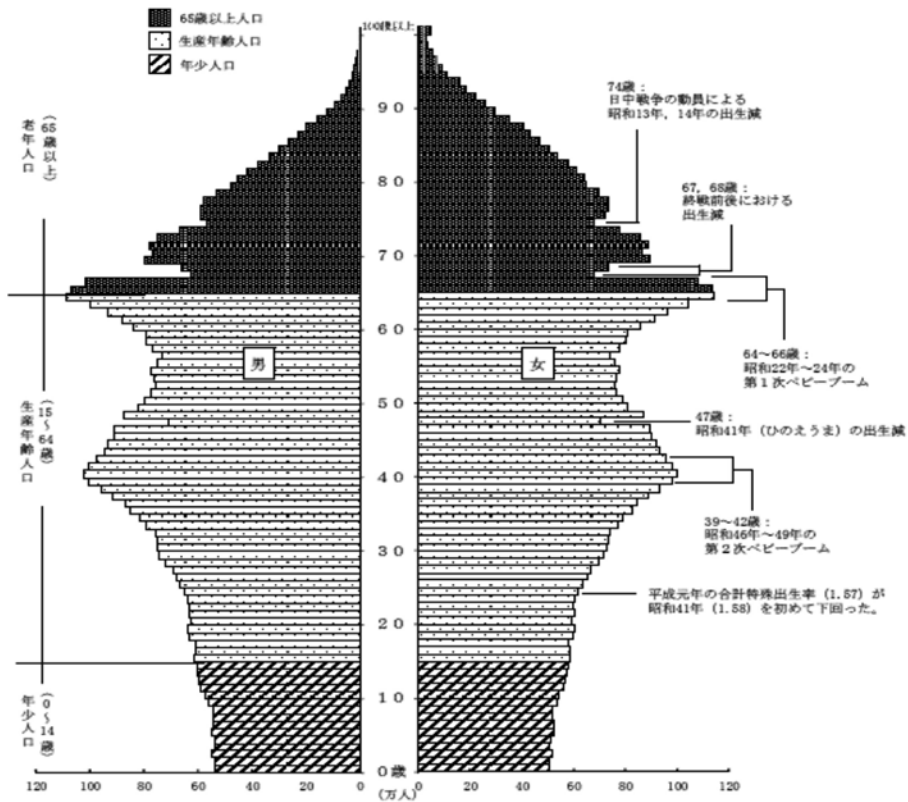 65歳以上人口
生産年齢人口
年少人口
100歳以上
90
80
70
60
50
40
30
20
10
0歳
(万人)
老年人口
(65歳以上)
生産年齢人口
(15～64歳)
年少人口
(0～14歳)
男
女
74歳：
日中戦争の動員による
昭和13年，14年の出生減
67，68歳：
終戦前後における
出生減
64～66歳：
昭和22年～24年の
第1次ベビーブーム
47歳：
昭和41年（ひのえうま）の出生減
39～42歳：
昭和46年～49年の
第2次ベビーブーム
平成元年の合計特殊出生率（1.57）が
昭和41年（1.58）を初めて下回った。
120 100 80 60 40 20 0
0 20 40 60 80 100 120